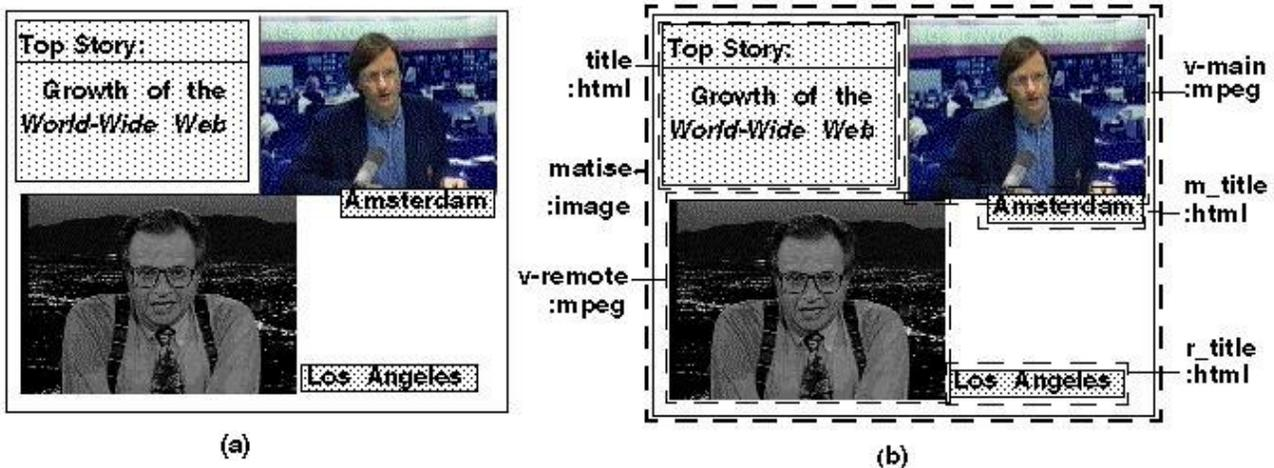 Top Story:
Growth of the
World-Wide Web
Amsterdam
Los Angeles
(a)
title
:html
matise
:image
v-remote
:mpeg
Top Story:
Growth of the
World-Wide Web
Amsterdam
Los Angeles
v-main
:mpeg
m_title
:html
r_title
:html
(b)